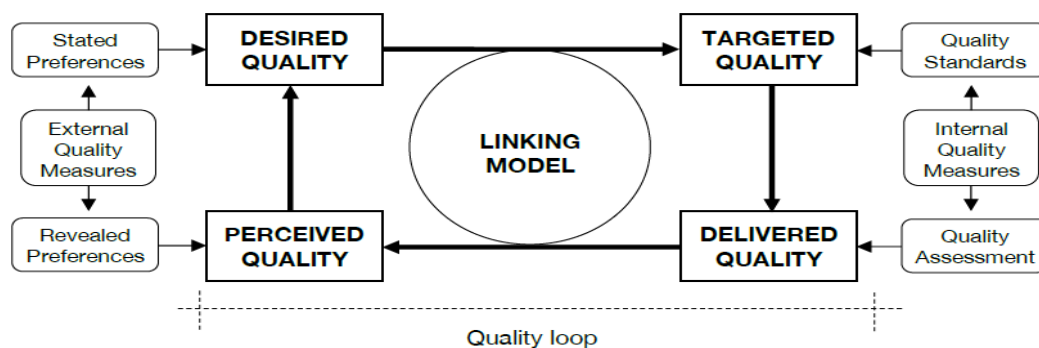 Stated
Preferences
DESIRED
QUALITY
TARGETED
QUALITY
Quality
Standards
External
Quality
Measures
LINKING
MODEL
Internal
Quality
Measures
Revealed
Preferences
PERCEIVED
QUALITY
DELIVERED
QUALITY
Quality
Assessment
Quality loop